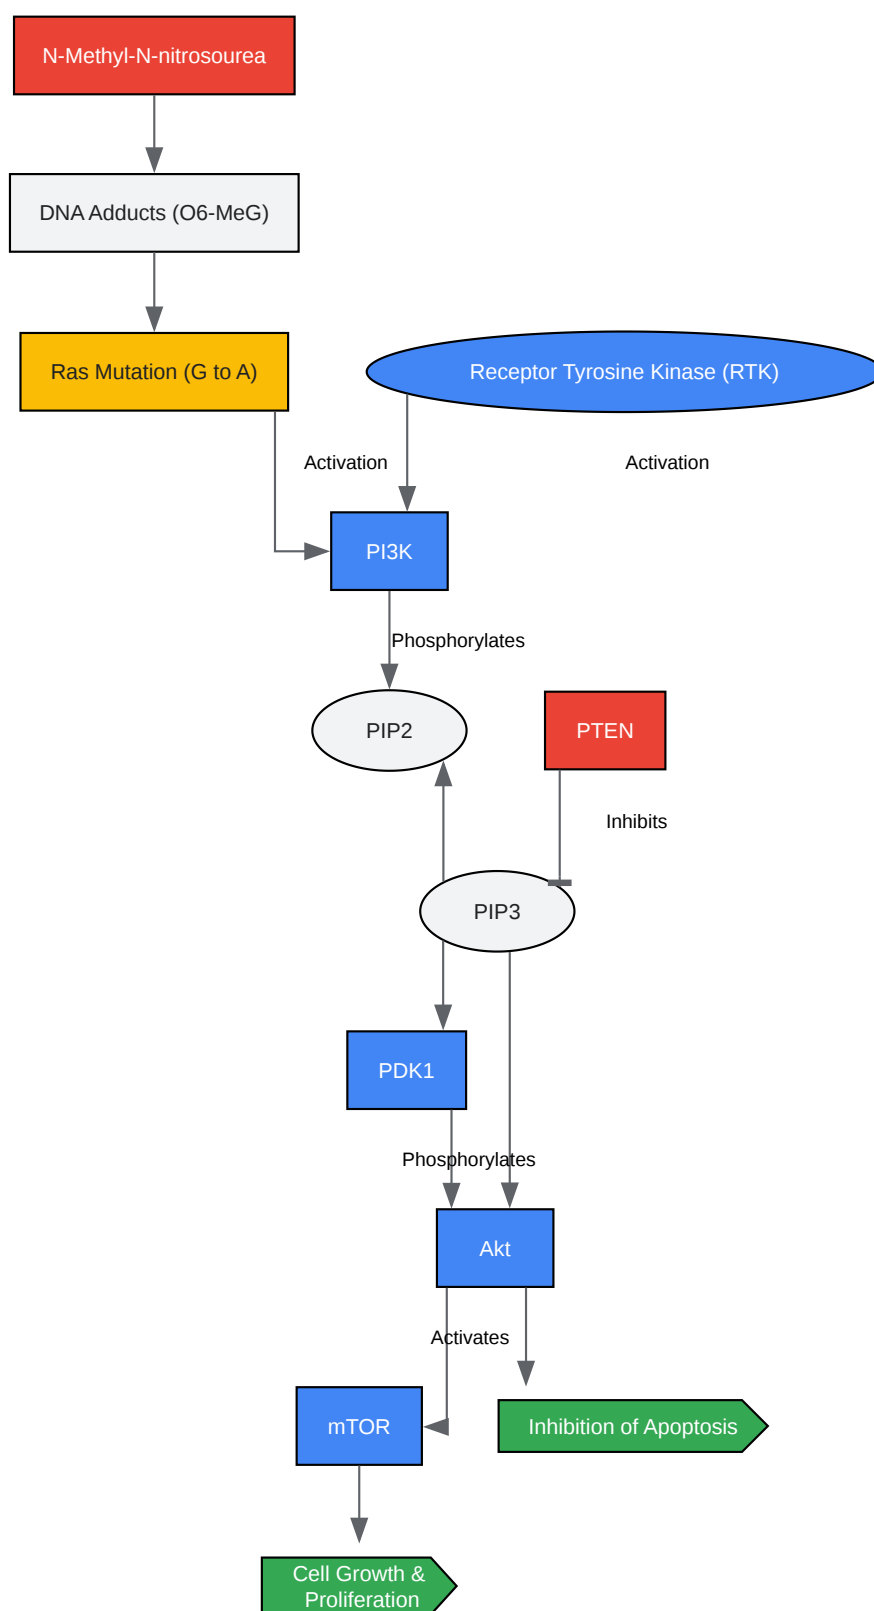 N-Methyl-N-nitrosourea
DNA Adducts (O6-MeG)
Ras Mutation (G to A)
Receptor Tyrosine Kinase (RTK)
Activation
Activation
PI3K
Phosphorylates
PIP2
PTEN
Inhibits
PIP3
PDK1
Phosphorylates
Akt
Activates
mTOR
Inhibition of Apoptosis
Cell Growth &
Proliferation